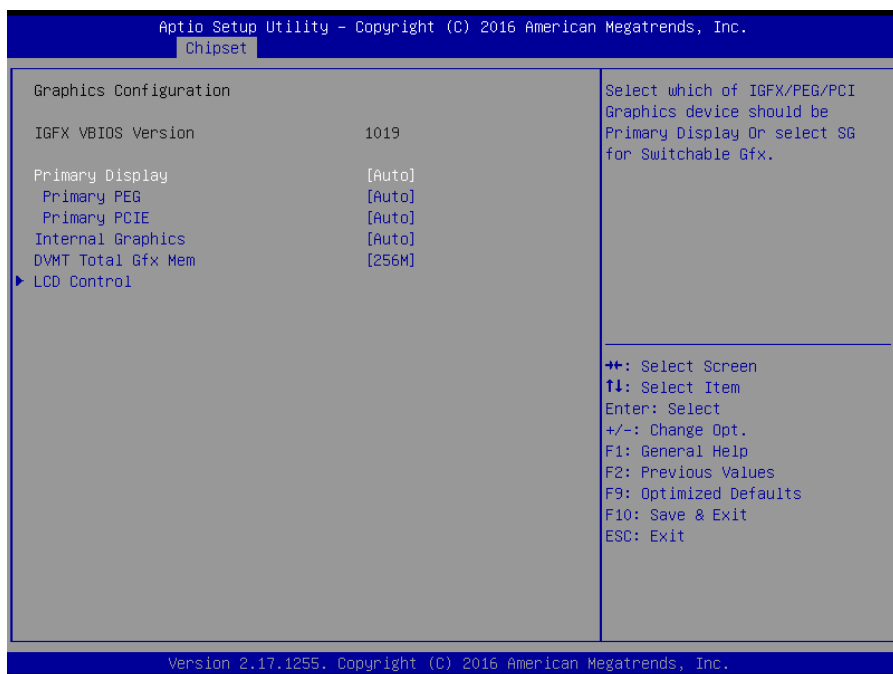 Aptio Setup Utility – Copyright (C) 2016 American Megatrends, Inc.
Chipset
Graphics Configuration
IGFX VBIOS Version 1019
Primary Display [Auto]
Primary PEG [Auto]
Primary PCIE [Auto]
Internal Graphics [Auto]
DVMT Total Gfx Mem [256M]
▶ LCD Control
Select which of IGFX/PEG/PCI
Graphics device should be
Primary Display Or select SG
for Switchable Gfx.
→←: Select Screen
↑↓: Select Item
Enter: Select
+/-: Change Opt.
F1: General Help
F2: Previous Values
F9: Optimized Defaults
F10: Save & Exit
ESC: Exit
Version 2.17.1255. Copyright (C) 2016 American Megatrends, Inc.